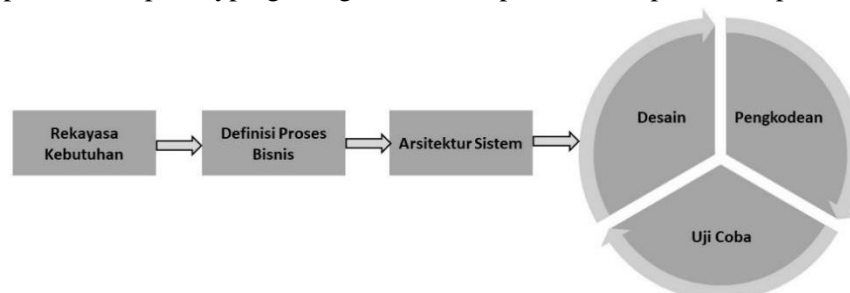 Rekayasa
Kebutuhan
Definisi Proses
Bisnis
Arsitektur Sistem
Desain
Pengkodean
Uji Coba